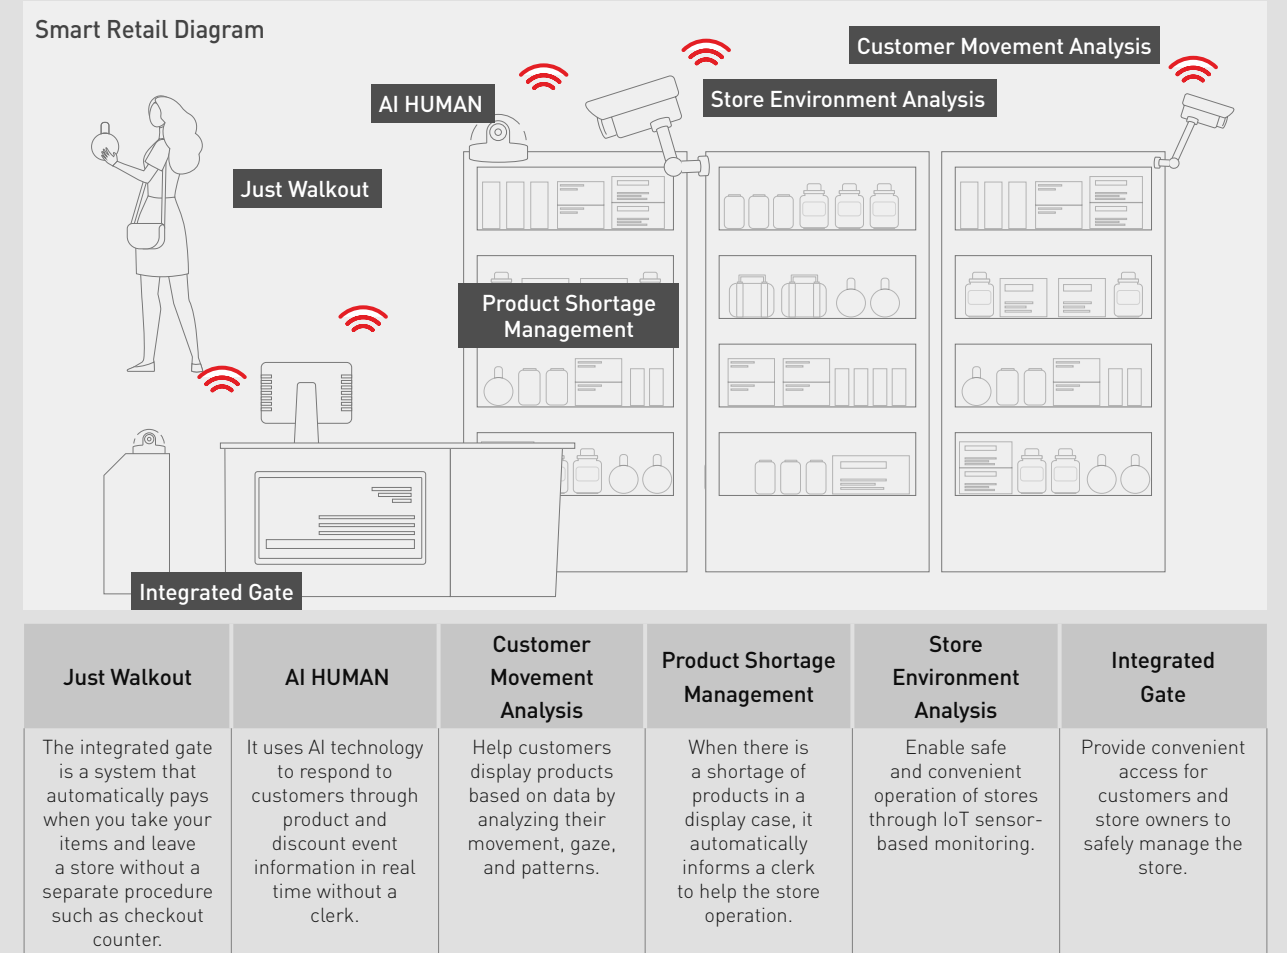 Smart Retail Diagram
Customer Movement Analysis
AI HUMAN
Store Environment Analysis
Just Walkout
Product Shortage
Management
Integrated Gate
Just Walkout
The integrated gate
is a system that
automatically pays
when you take your
items and leave
a store without a
separate procedure
such as checkout
counter.
AI HUMAN
It uses AI technology
to respond to
customers through
product and
discount event
information in real
time without a
clerk.
Customer
Movement
Analysis
Help customers
display products
based on data by
analyzing their
movement, gaze,
and patterns.
Product Shortage
Management
When there is
a shortage of
products in a
display case, it
automatically
informs a clerk
to help the store
operation.
Store
Environment
Analysis
Enable safe
and convenient
operation of stores
through IoT sensor-
based monitoring.
Integrated
Gate
Provide convenient
access for
customers and
store owners to
safely manage the
store.